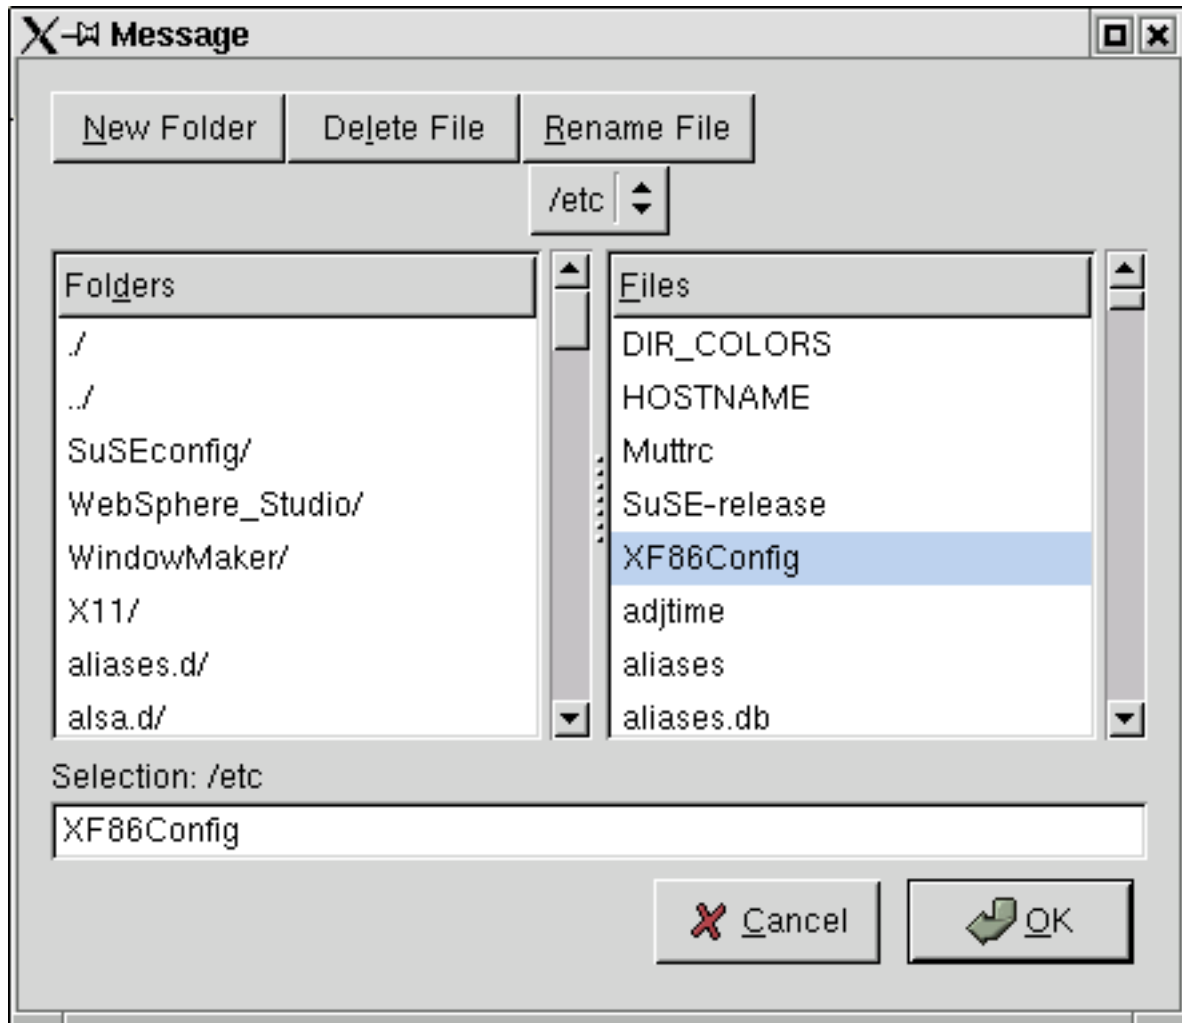 Message
New Folder Delete File Rename File
/etc
Folders
./
../
SuSEconfig/
WebSphere_Studio/
WindowMaker/
X11/
aliases.d/
alsa.d/
Files
DIR_COLORS
HOSTNAME
Muttrc
SuSE-release
XF86Config
adjtime
aliases
aliases.db
Selection: /etc
XF86Config
Cancel OK